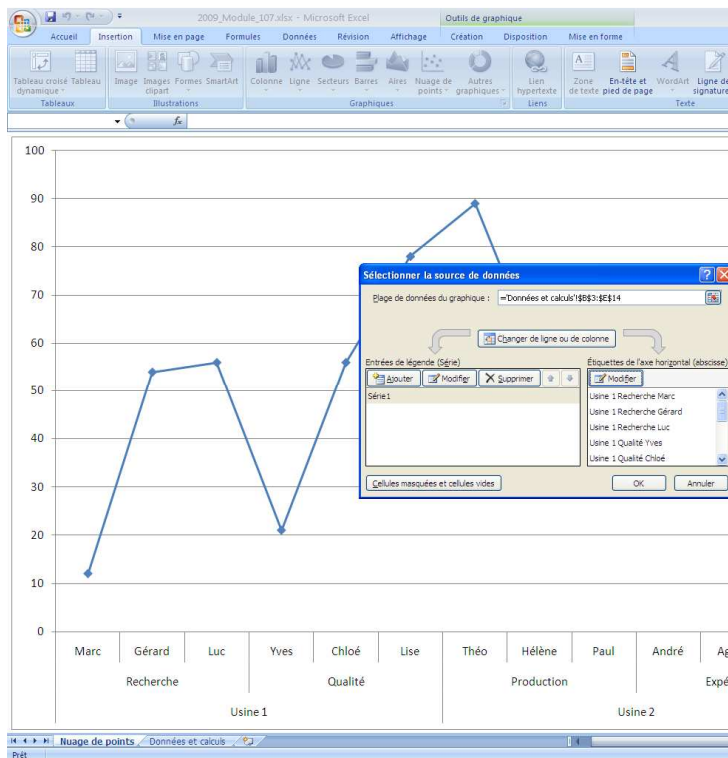 2009_Module_107.xlsx - Microsoft Excel
Outils de graphique
Accueil Insertion Mise en page Formules Données Révision Affichage Création Disposition Mise en forme
Tableau croisé dynamique Tableau Image Images clipart Formes SmartArt Colonne Ligne Secteurs Barres Aires Nuage de points Autres graphiques Lien hypertexte Zone de texte En-tête et pied de page WordArt Ligne de signature
Tableaux Illustrations Graphiques Liens Texte
fx
100
90
80
70
60
50
40
30
20
10
0
Sélectionner la source de données
Plage de données du graphique : ='Données et calculs'!$B$3:$E$14
Changer de ligne ou de colonne
Entrées de légende (Série) Étiquettes de l'axe horizontal (abscisse)
Ajouter Modifier Supprimer Modifier
Série1
Usine 1 Recherche Marc
Usine 1 Recherche Gérard
Usine 1 Recherche Luc
Usine 1 Qualité Yves
Usine 1 Qualité Chloé
Cellules masquées et cellules vides OK Annuler
Marc Gérard Luc Yves Chloé Lise Théo Hélène Paul André Ag
Recherche Qualité Production Expé
Usine 1 Usine 2
Nuage de points Données et calculs
Prêt